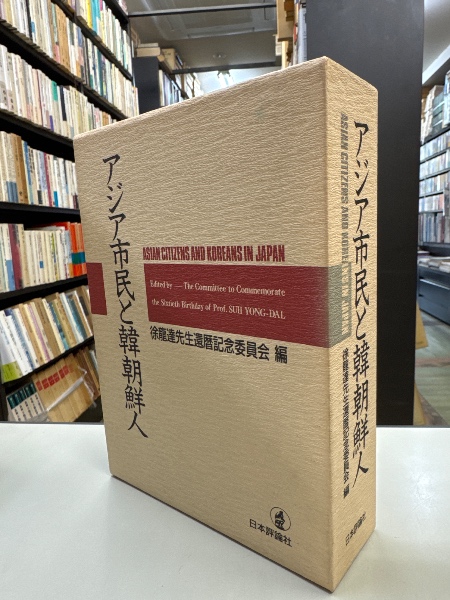 アジア市民と韓朝鮮人
ASIAN CITIZENS AND KOREANS IN JAPAN
Edited by — The Committee to Commemorate
the Sixtieth Birthday of Prof. SUH YONG-DAL
徐龍達先生還暦記念委員会 編
日本評論社
アジア市民と韓朝鮮人
ASIAN CITIZENS AND KOREANS IN JAPAN
徐龍達先生還暦記念委員会 編
日本評論社